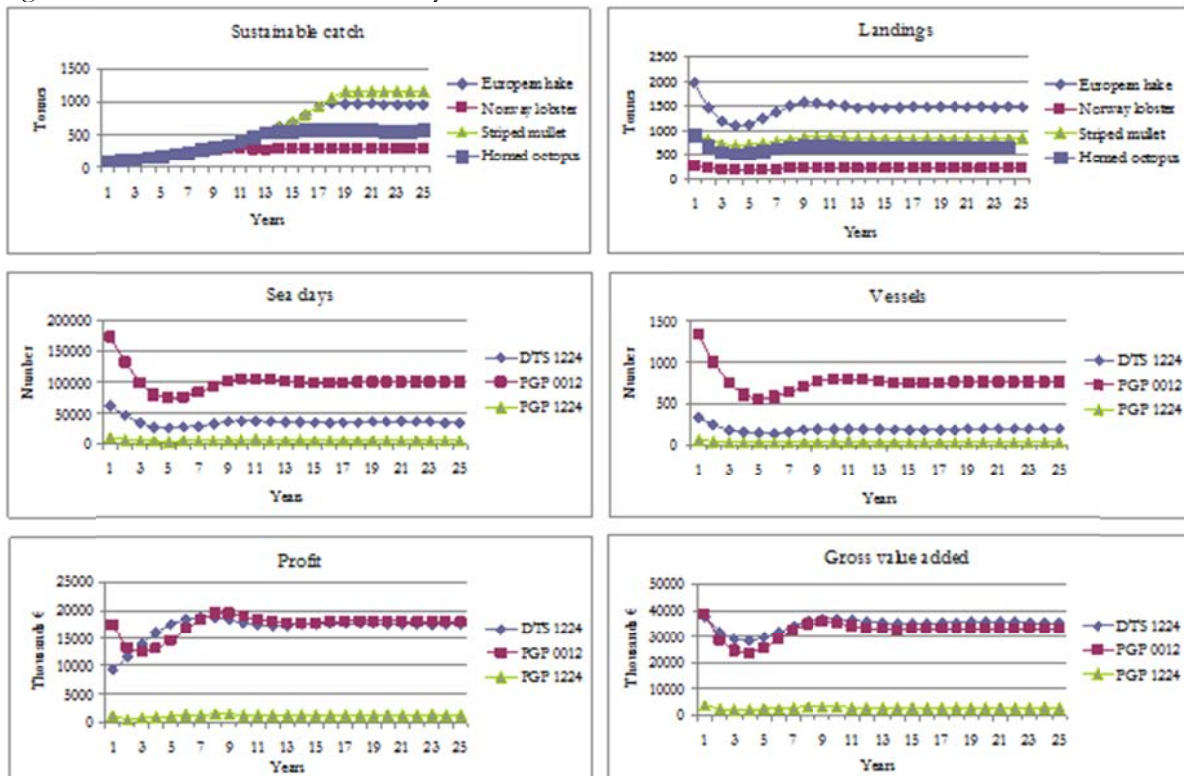 Sustainable catch
Tonnes
1500
1000
500
0
1 3 5 7 9 11 13 15 17 19 21 23 25
Years
European hake
Norway lobster
Striped mullet
Horned octopus
Landings
Tonnes
2500
2000
1500
1000
500
0
1 3 5 7 9 11 13 15 17 19 21 23 25
Years
European hake
Norway lobster
Striped mullet
Horned octopus
Sea days
Number
200000
150000
100000
50000
0
1 3 5 7 9 11 13 15 17 19 21 23 25
Years
DTS 1224
PGP 0012
PGP 1224
Vessels
Number
1500
1000
500
0
1 3 5 7 9 11 13 15 17 19 21 23 25
Years
DTS 1224
PGP 0012
PGP 1224
Profit
Thousands €
25000
20000
15000
10000
5000
0
1 3 5 7 9 11 13 15 17 19 21 23 25
Years
DTS 1224
PGP 0012
PGP 1224
Gross value added
Thousands €
50000
40000
30000
20000
10000
0
1 3 5 7 9 11 13 15 17 19 21 23 25
Years
DTS 1224
PGP 0012
PGP 1224